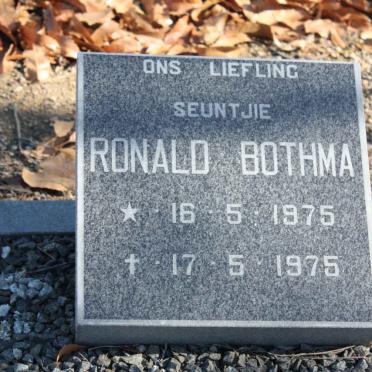 ONS LIEFLING
SEUNTJIE
RONALD BOTHMA
★ · 16 · 5 · 1975
✝ · 17 · 5 · 1975